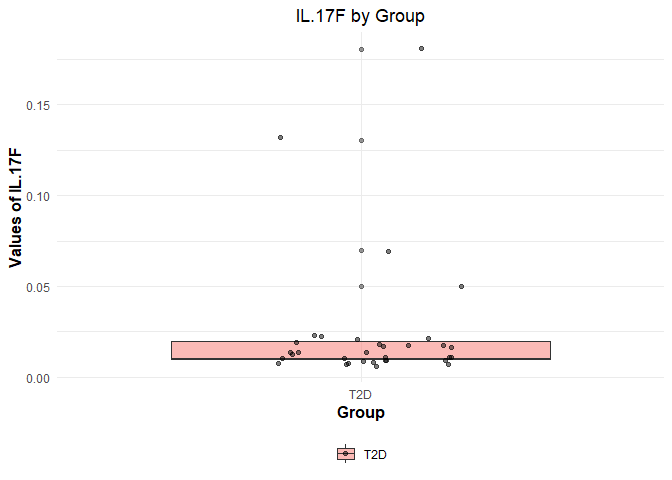 IL.17F by Group
Values of IL.17F
0.15
0.10
0.05
0.00
T2D
Group
T2D